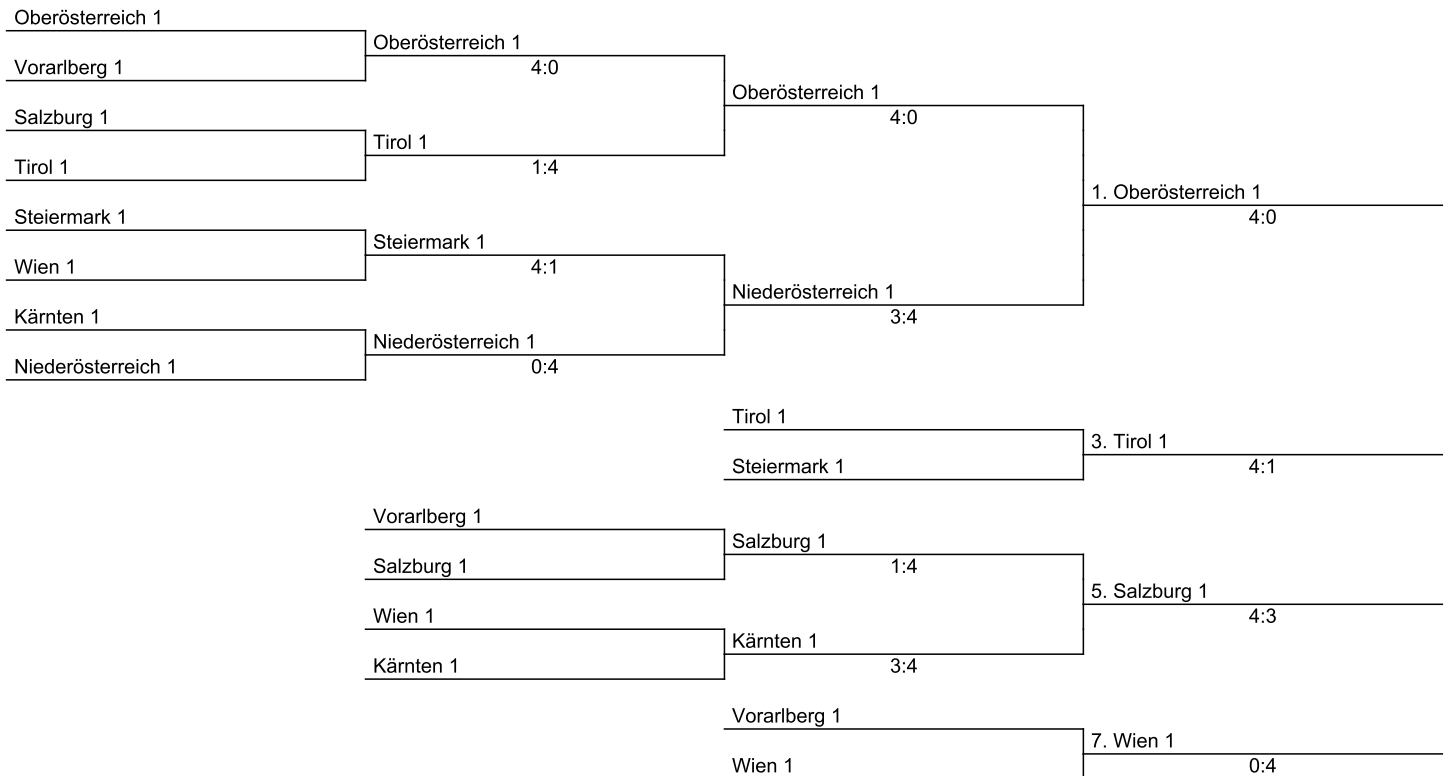 Oberösterreich 1
Oberösterreich 1
Vorarlberg 1
4:0
Oberösterreich 1
Salzburg 1
4:0
Tirol 1
Tirol 1
1:4
1. Oberösterreich 1
Steiermark 1
4:0
Steiermark 1
Wien 1
4:1
Niederösterreich 1
Kärnten 1
3:4
Niederösterreich 1
Niederösterreich 1
0:4
Tirol 1
3. Tirol 1
Steiermark 1
4:1
Vorarlberg 1
Salzburg 1
Salzburg 1
1:4
5. Salzburg 1
Wien 1
4:3
Kärnten 1
Kärnten 1
3:4
Vorarlberg 1
7. Wien 1
Wien 1
0:4